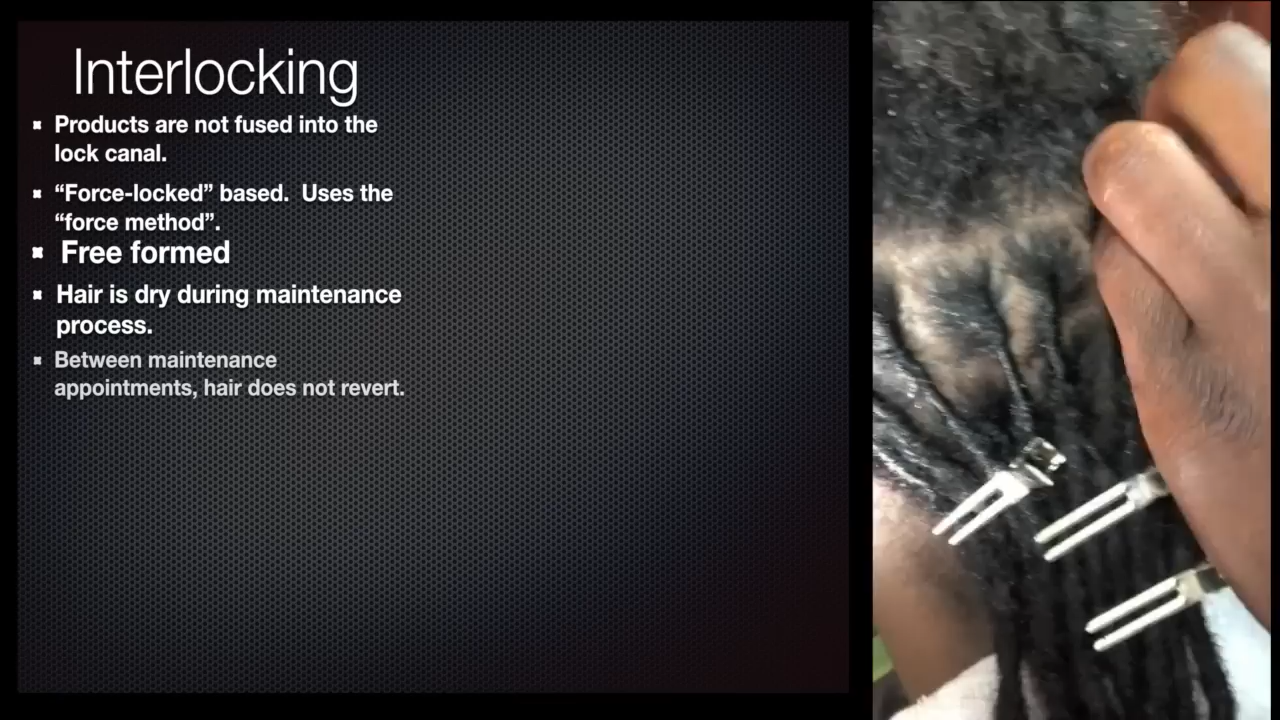 Interlocking
Products are not fused into the
lock canal.
“Force-locked” based.  Uses the
“force method”.
Free formed
Hair is dry during maintenance
process.
Between maintenance
appointments, hair does not revert.